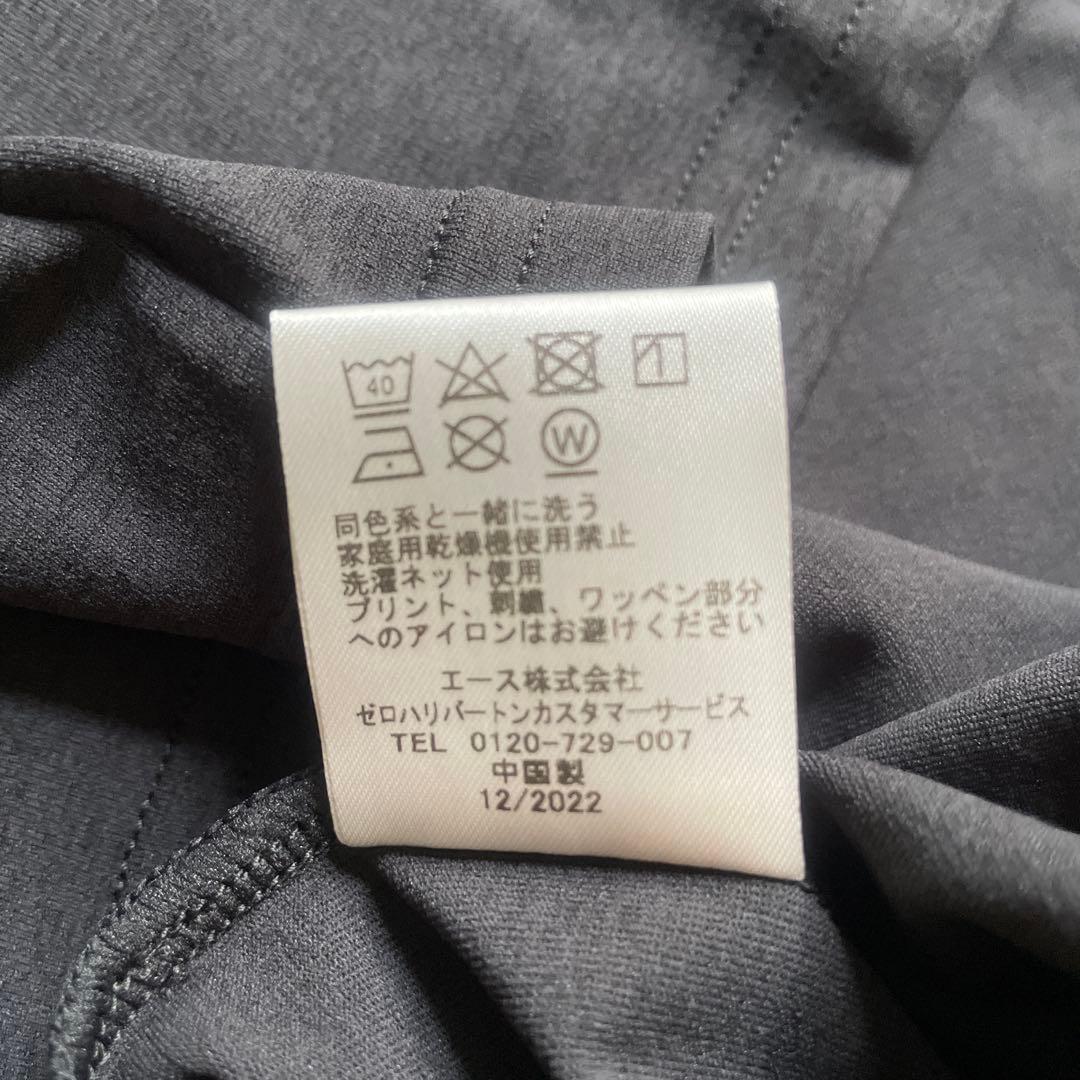 40
W
同色系と一緒に洗う
家庭用乾燥機使用禁止
洗濯ネット使用
プリント、刺繍、ワッペン部分
へのアイロンはお避けください
エース株式会社
ゼロハリバートンカスタマーサービス
TEL 0120-729-007
中国製
12/2022